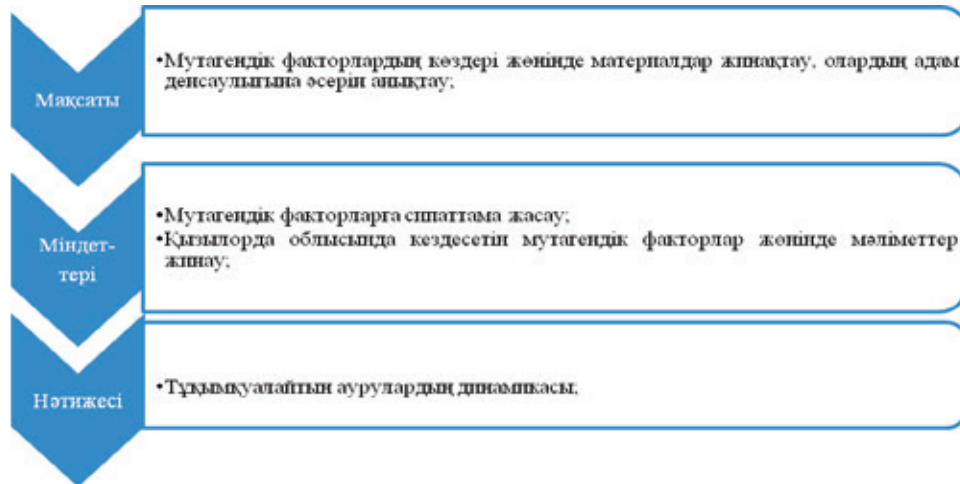 Мақсаты
•Мутагендік факторлардың көздері жөнінде материалдар жинақтау, олардың адам
денсаулығына әсерін анықтау;
Міндет-
тері
•Мутагендік факторларға сипаттама жасау;
•Қызылорда облысында кездесетін мутагендік факторлар жөнінде мәліметтер
жинау;
Нәтижесі
•Тұқымқуалайтын аурулардың динамикасы;